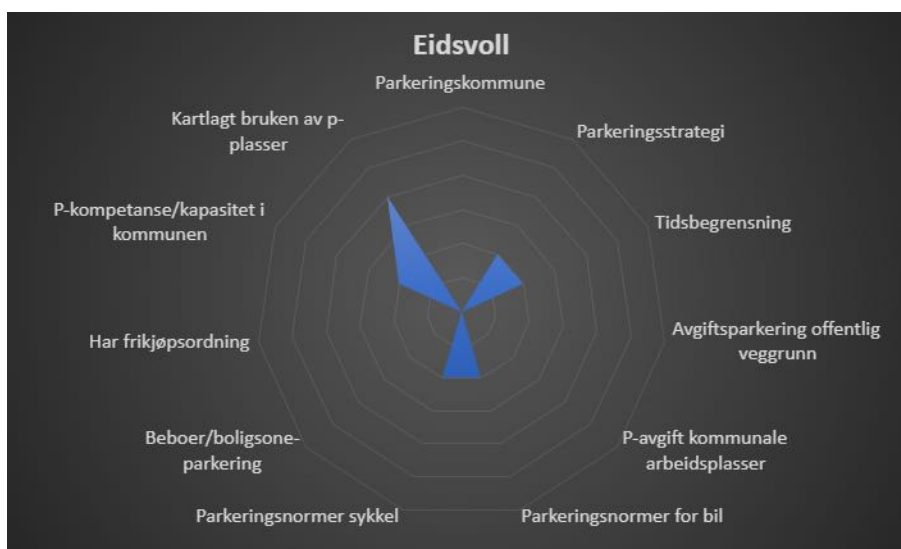 Eidsvoll
Parkeringskommune
Parkeringsstrategi
Tidsbegrensning
Avgiftsparkering offentlig
veggrunn
P-avgift kommunale
arbeidsplasser
Parkeringsnormer for bil
Parkeringsnormer sykkel
Beboer/boligsone-
parkering
Har frikjøpsordning
P-kompetanse/kapasitet i
kommunen
Kartlagt bruken av p-
plasser